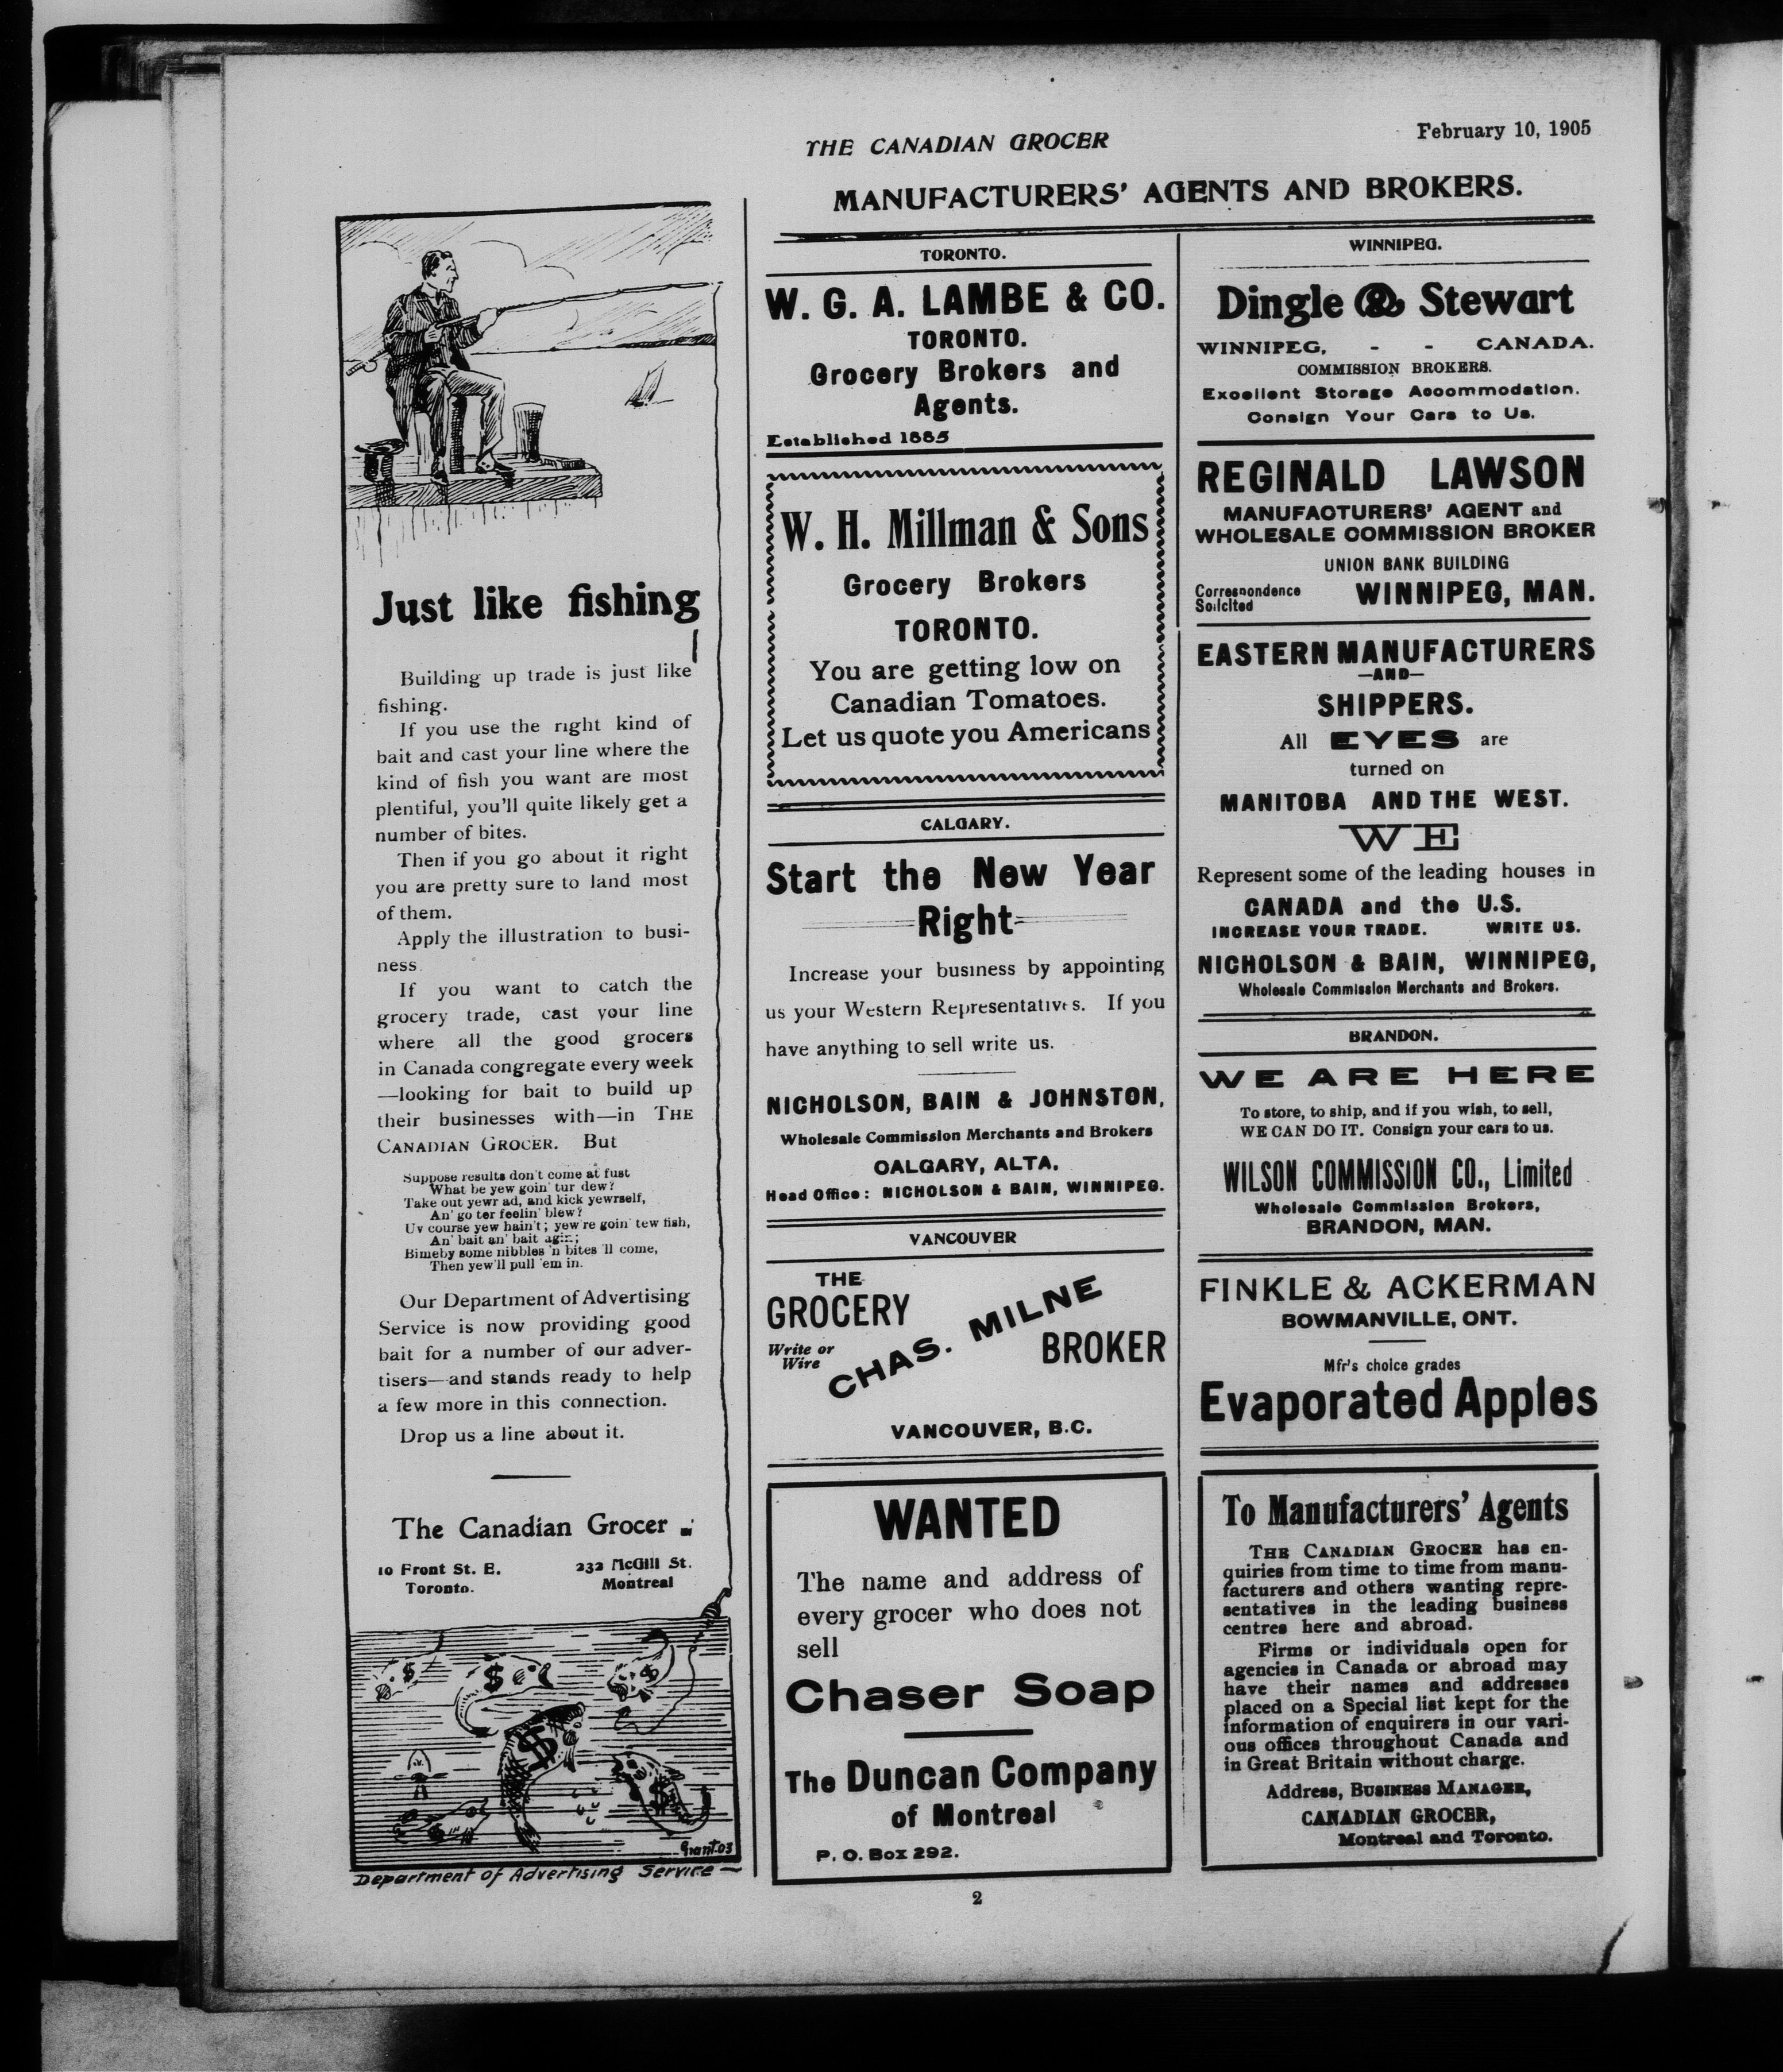 THE CANADIAN GROCER
February 10, 1905
MANUFACTURERS' AGENTS AND BROKERS.
Just like fishing
Building up trade is just like
fishing.
If you use the right kind of
bait and cast your line where the
kind of fish you want are most
plentiful, you'll quite likely get a
number of bites.
Then if you go about it right
you are pretty sure to land most
of them.
Apply the illustration to busi-
ness.
If you want to catch the
grocery trade, cast your line
where all the good grocers
in Canada congregate every week
—looking for bait to build up
their businesses with—in THE
CANADIAN GROCER. But
Suppose results don't come at fust
What be yew goin' tur dew?
Take out yewr ad, and kick yewrself,
An' go ter feelin' blew?
Uv course yew hain't; yew're goin' tew fish,
An' bait an' bait agin;
Bimeby some nibbles 'n bites 'll come,
Then yew'll pull 'em in.
Our Department of Advertising
Service is now providing good
bait for a number of our adver-
tisers—and stands ready to help
a few more in this connection.
Drop us a line about it.
The Canadian Grocer
10 Front St. E. 232 McGill St.
Toronto. Montreal
$
$
$
$
$
$
Grant 03
Department of Advertising Service —
TORONTO.
W. G. A. LAMBE & CO.
TORONTO.
Grocery Brokers and
Agents.
Established 1885
W. H. Millman & Sons
Grocery Brokers
TORONTO.
You are getting low on
Canadian Tomatoes.
Let us quote you Americans
CALGARY.
Start the New Year
Right
Increase your business by appointing
us your Western Representatives. If you
have anything to sell write us.
NICHOLSON, BAIN & JOHNSTON,
Wholesale Commission Merchants and Brokers
CALGARY, ALTA.
Head Office: NICHOLSON & BAIN, WINNIPEG.
VANCOUVER
THE
GROCERY
Write or
Wire
CHAS. MILNE
BROKER
VANCOUVER, B.C.
WANTED
The name and address of
every grocer who does not
sell
Chaser Soap
The Duncan Company
of Montreal
P. O. Box 292.
WINNIPEG.
Dingle & Stewart
WINNIPEG, - - CANADA.
COMMISSION BROKERS.
Excellent Storage Accommodation.
Consign Your Cars to Us.
REGINALD LAWSON
MANUFACTURERS' AGENT and
WHOLESALE COMMISSION BROKER
UNION BANK BUILDING
Correspondence
Solicited
WINNIPEG, MAN.
EASTERN MANUFACTURERS
—AND—
SHIPPERS.
All EYES are
turned on
MANITOBA AND THE WEST.
WE
Represent some of the leading houses in
CANADA and the U.S.
INCREASE YOUR TRADE. WRITE US.
NICHOLSON & BAIN, WINNIPEG,
Wholesale Commission Merchants and Brokers.
BRANDON.
WE ARE HERE
To store, to ship, and if you wish, to sell,
WE CAN DO IT. Consign your cars to us.
WILSON COMMISSION CO., Limited
Wholesale Commission Brokers,
BRANDON, MAN.
FINKLE & ACKERMAN
BOWMANVILLE, ONT.
Mfr's choice grades
Evaporated Apples
To Manufacturers' Agents
THE CANADIAN GROCER has en-
quiries from time to time from manu-
facturers and others wanting repre-
sentatives in the leading business
centres here and abroad.
Firms or individuals open for
agencies in Canada or abroad may
have their names and addresses
placed on a Special list kept for the
information of enquirers in our vari-
ous offices throughout Canada and
in Great Britain without charge.
Address, BUSINESS MANAGER,
CANADIAN GROCER,
Montreal and Toronto.
2